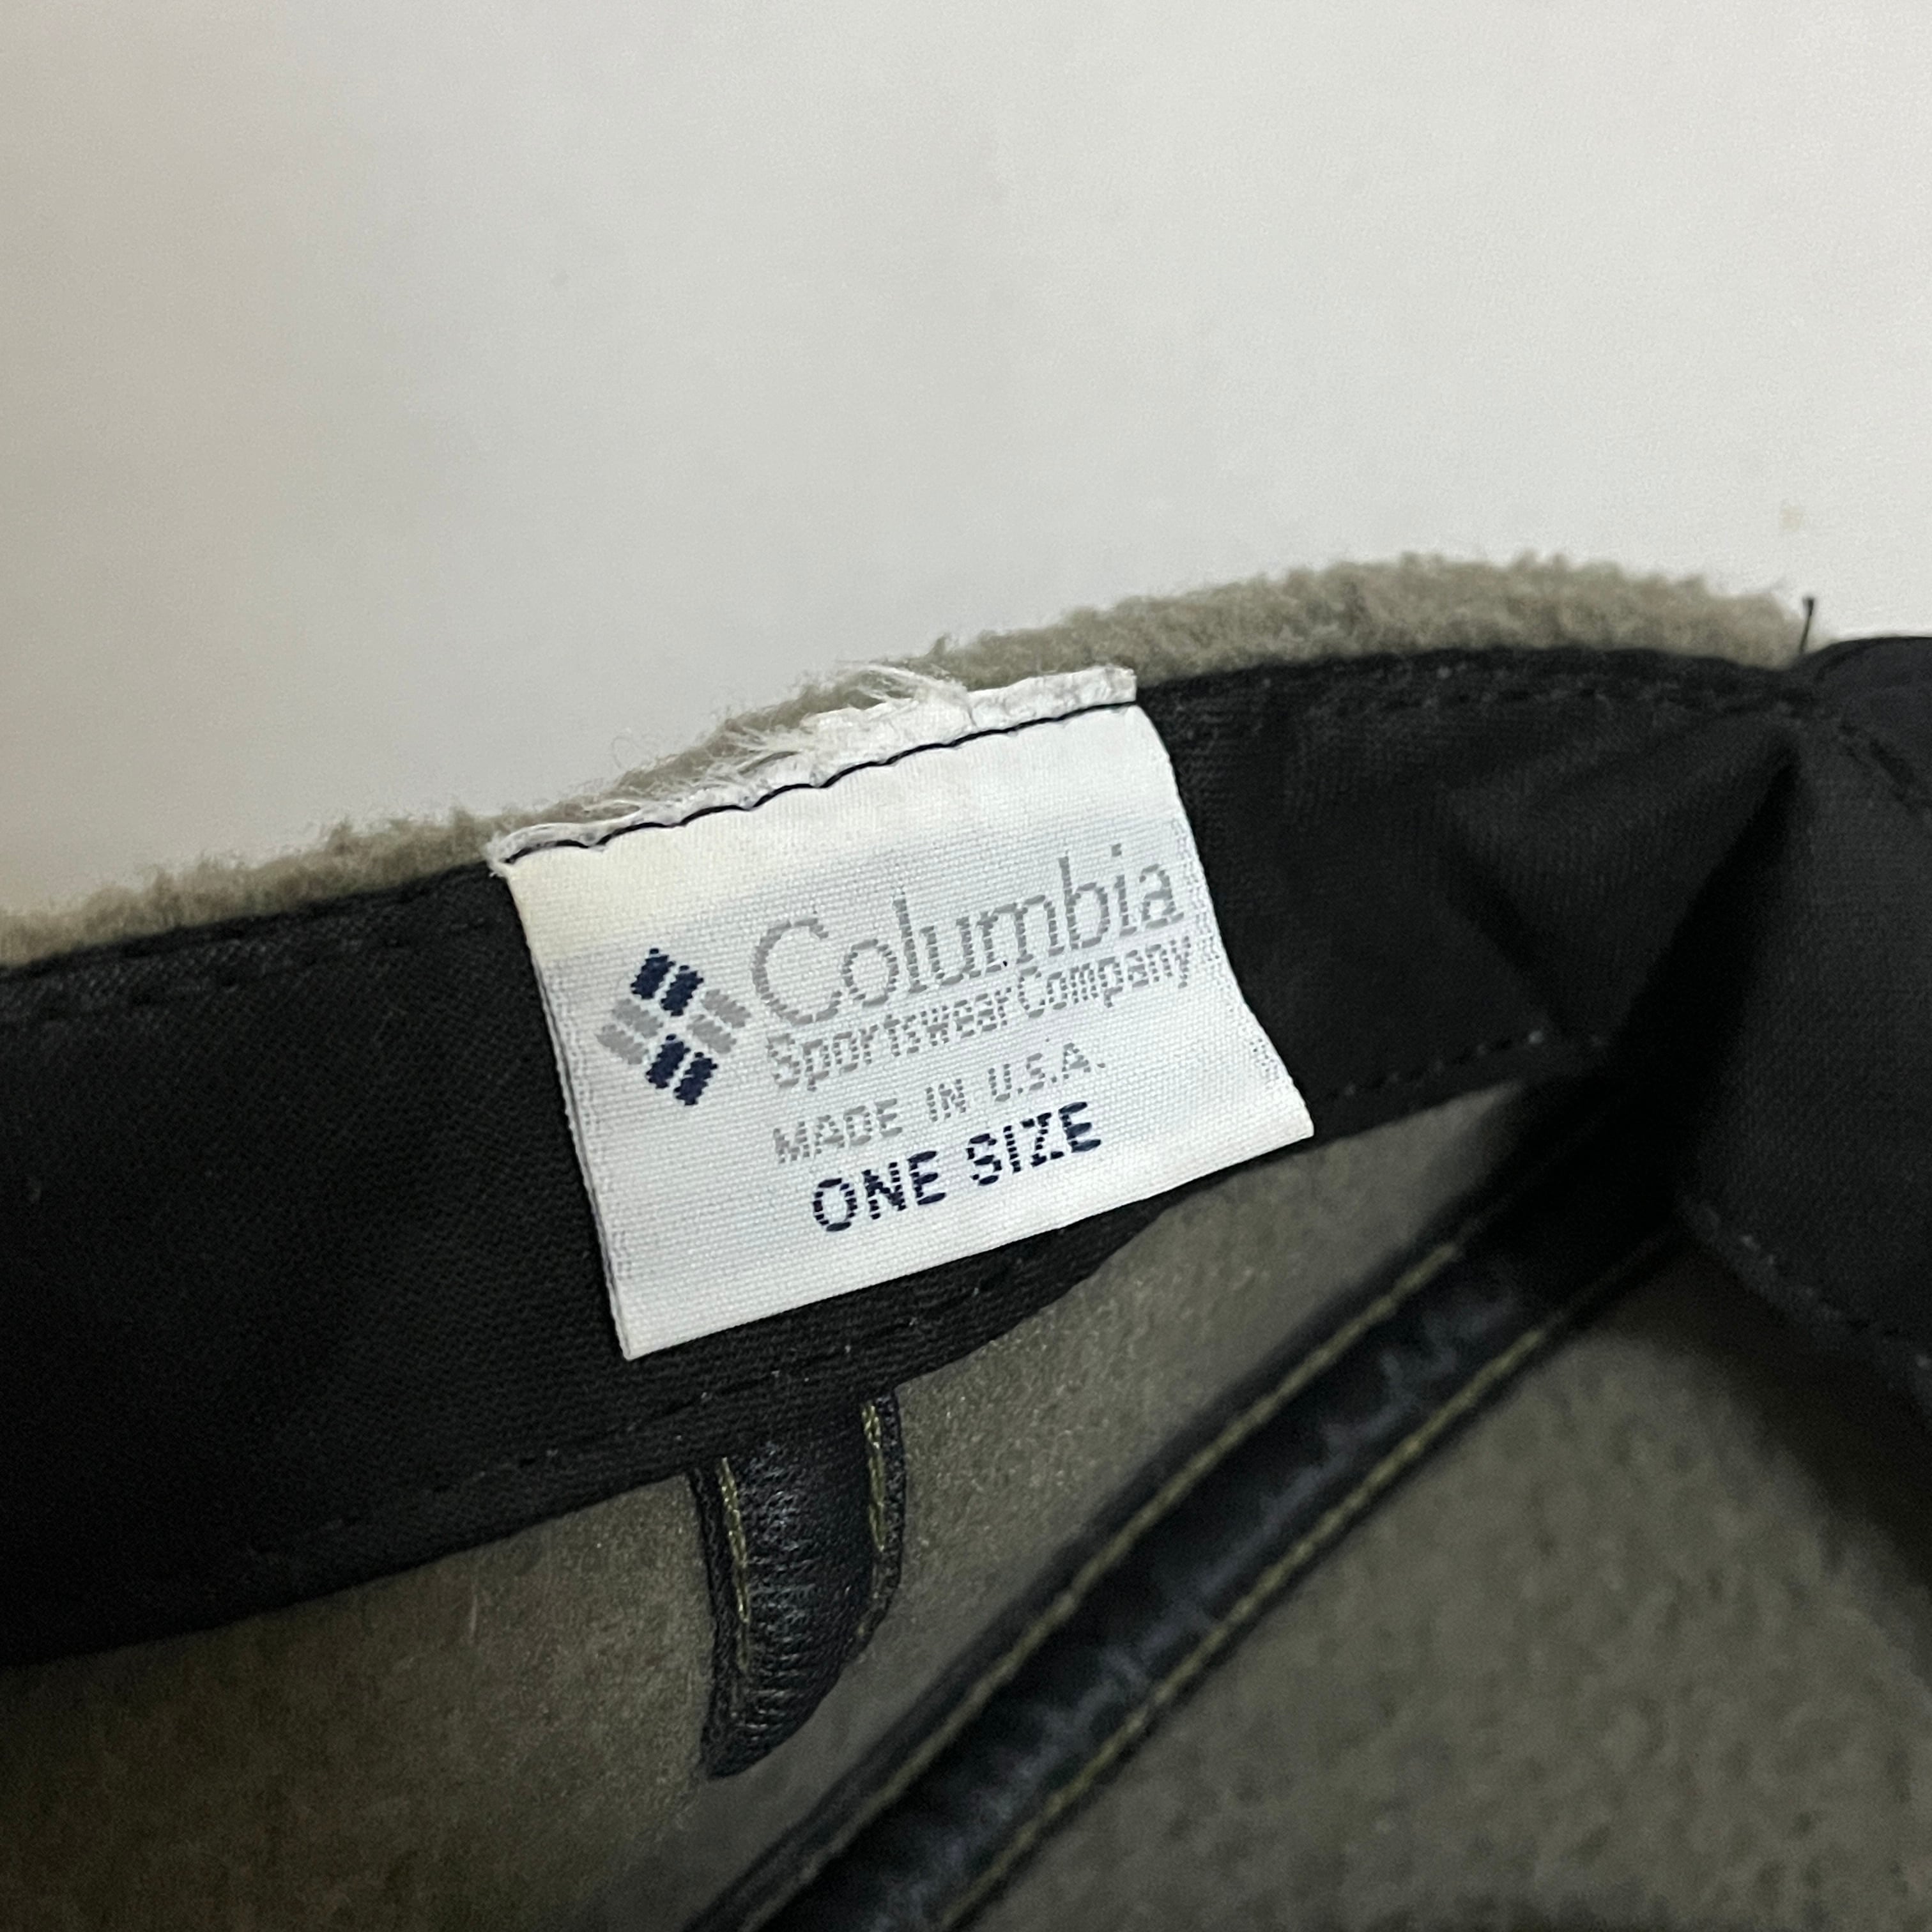 Columbia
Sportswear Company
MADE IN U.S.A.
ONE SIZE